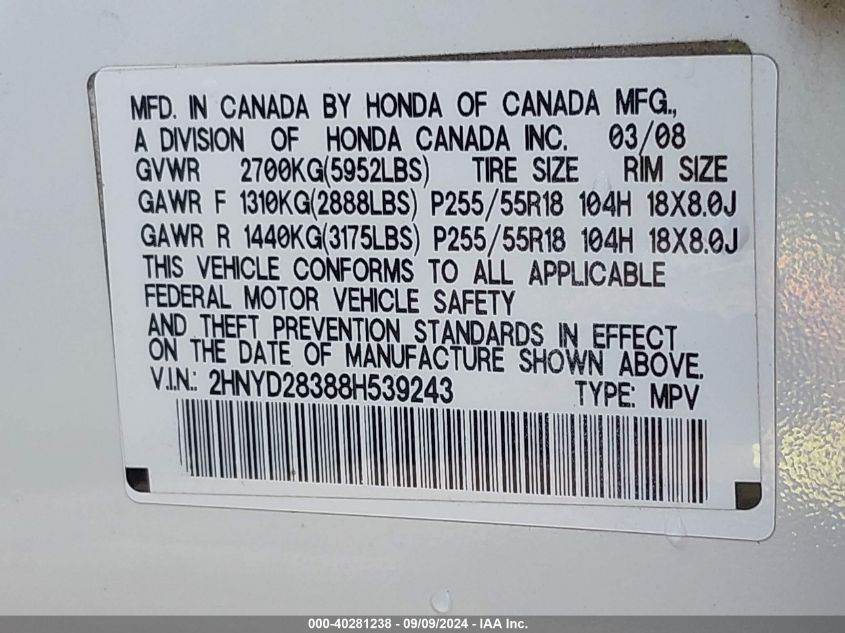 MFD. IN CANADA BY HONDA OF CANADA MFG.,
A DIVISION OF HONDA CANADA INC. 03/08
GVWR 2700KG(5952LBS) TIRE SIZE RIM SIZE
GAWR F 1310KG(2888LBS) P255/55R18 104H 18X8.0J
GAWR R 1440KG(3175LBS) P255/55R18 104H 18X8.0J
THIS VEHICLE CONFORMS TO ALL APPLICABLE
FEDERAL MOTOR VEHICLE SAFETY
AND THEFT PREVENTION STANDARDS IN EFFECT
ON THE DATE OF MANUFACTURE SHOWN ABOVE.
V.I.N.: 2HNYD28388H539243 TYPE: MPV
000-40281238 - 09/09/2024 - IAA Inc.